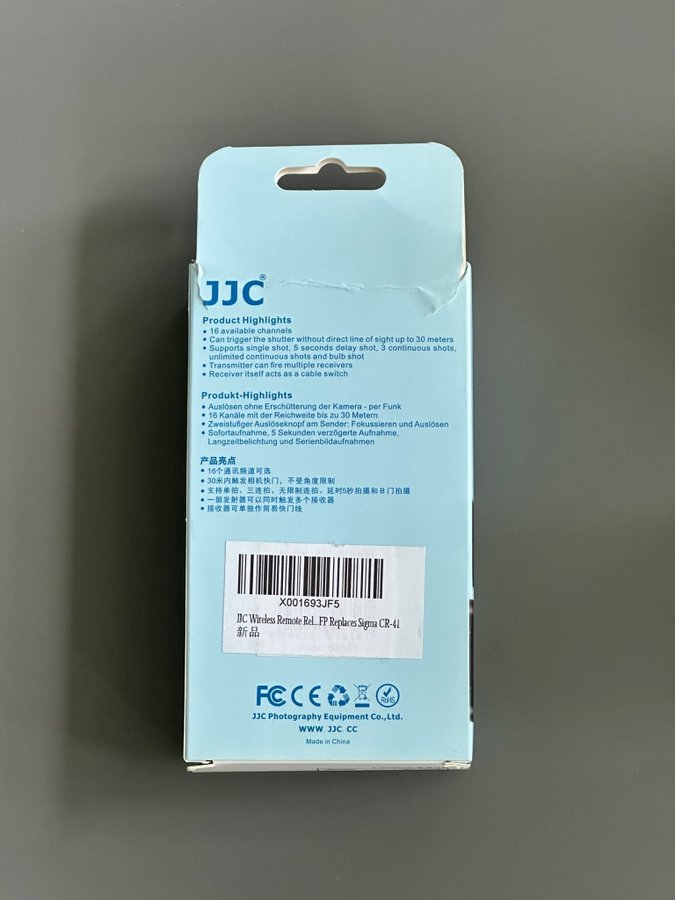 JJC®
Product Highlights
• 16 available channels
• Can trigger the shutter without direct line of sight up to 30 meters
• Supports single shot, 5 seconds delay shot, 3 continuous shots,
unlimited continuous shots and bulb shot
• Transmitter can fire multiple receivers
• Receiver itself acts as a cable switch
Produkt-Highlights
• Auslösen ohne Erschütterung der Kamera - per Funk
• 16 Kanäle mit der Reichweite bis zu 30 Metern
• Zweistufiger Auslöseknopf am Sender: Fokussieren und Auslösen
• Sofortaufnahme, 5 Sekunden verzögerte Aufnahme,
Langzeitbelichtung und Serienbildaufnahmen
产品亮点
• 16个通讯频道可选
• 30米内触发相机快门，不受角度限制
• 支持单拍、三连拍、无限制连拍、延时5秒拍摄和 B 门拍摄
• 一部发射器可以同时触发多个接收器
• 接收器可单独作简易快门线
X001693JF5
JJC Wireless Remote Rel...FP Replaces Sigma CR-41
新品
FC CE RoHS
JJC Photography Equipment Co.,Ltd.
WWW. JJC. CC
Made in China